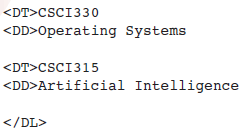 <DT>CSCI330
<DD>Operating Systems
<DT>CSCI315
<DD>Artificial Intelligence
</DL>